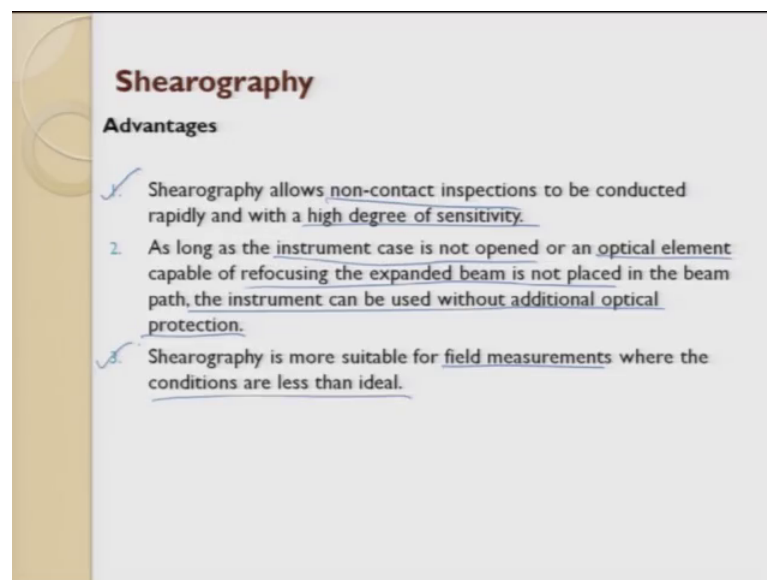 Shearography
Advantages
1. Shearography allows non-contact inspections to be conducted
rapidly and with a high degree of sensitivity.
2. As long as the instrument case is not opened or an optical element
capable of refocusing the expanded beam is not placed in the beam
path, the instrument can be used without additional optical
protection.
3. Shearography is more suitable for field measurements where the
conditions are less than ideal.